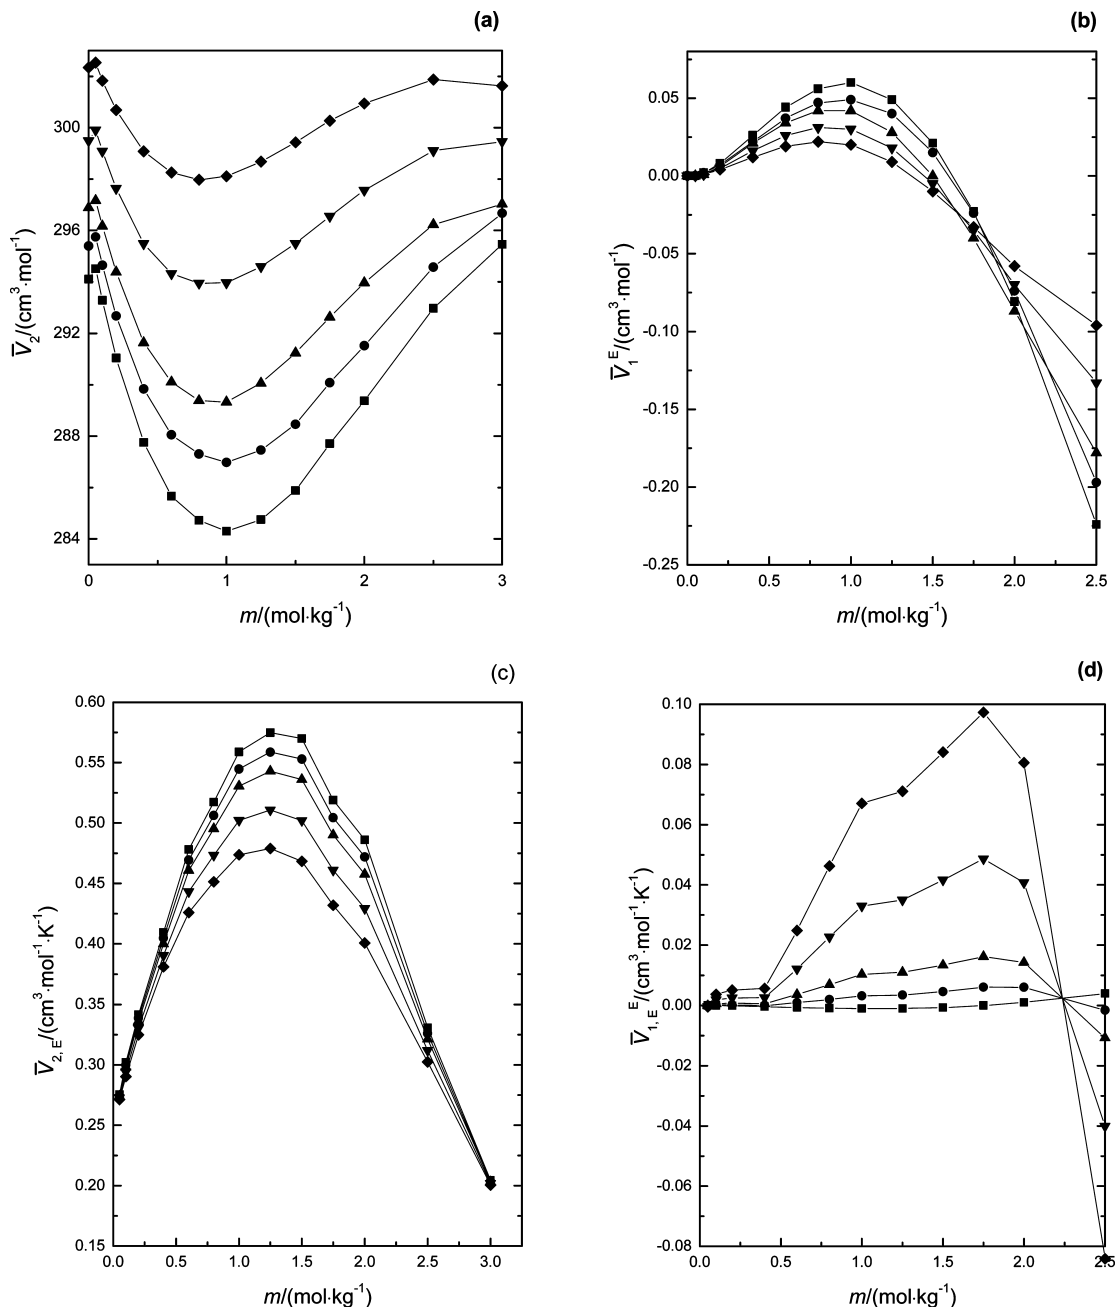 (a)
300
296
292
288
284
V̅₂/(cm³·mol⁻¹)
0 1 2 3
m/(mol·kg⁻¹)
(b)
0.05
0.00
-0.05
-0.10
-0.15
-0.20
-0.25
V̅₁ᴱ/(cm³·mol⁻¹)
0.0 0.5 1.0 1.5 2.0 2.5
m/(mol·kg⁻¹)
(c)
0.60
0.55
0.50
0.45
0.40
0.35
0.30
0.25
0.20
0.15
V̅₂, E/(cm³·mol⁻¹·K⁻¹)
0.0 0.5 1.0 1.5 2.0 2.5 3.0
m/(mol·kg⁻¹)
(d)
0.10
0.08
0.06
0.04
0.02
0.00
-0.02
-0.04
-0.06
-0.08
V̅₁, Eᴱ/(cm³·mol⁻¹·K⁻¹)
0.0 0.5 1.0 1.5 2.0 2.5
m/(mol·kg⁻¹)